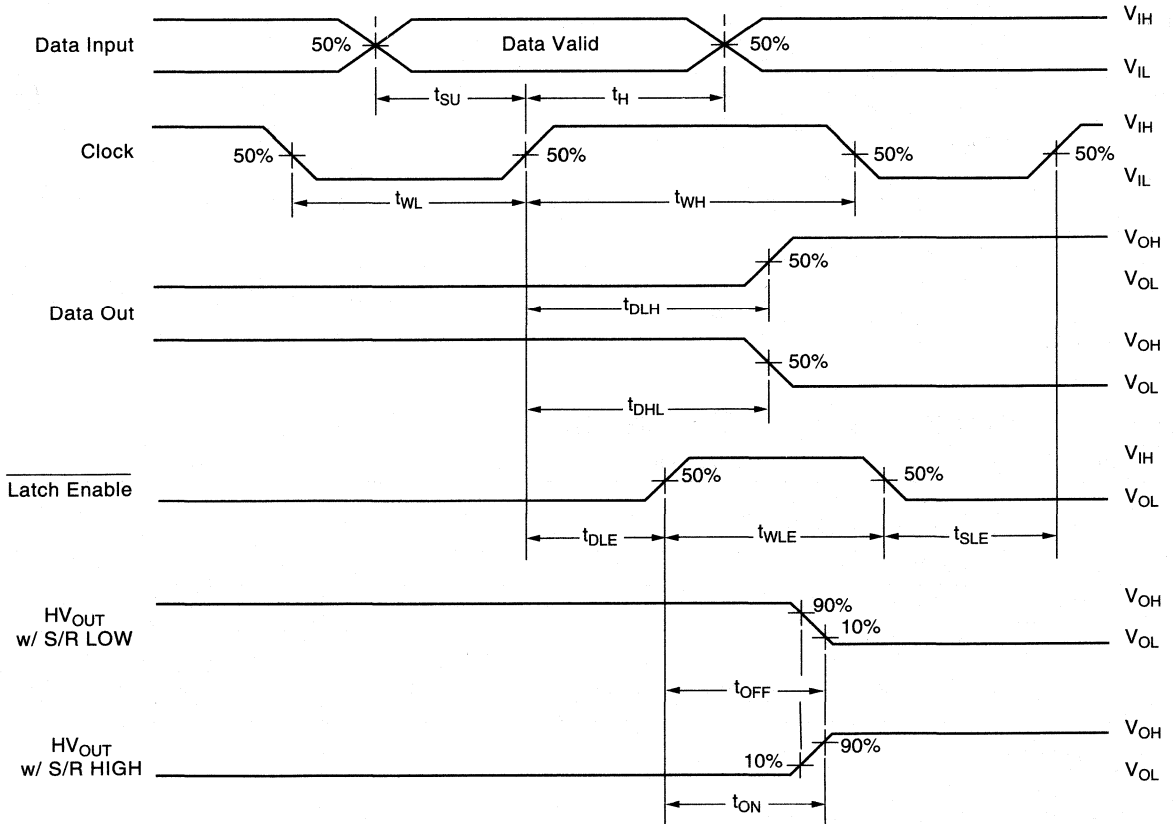 V_IH
Data Input 50% Data Valid 50%
V_IL
t_SU t_H
V_IH
Clock 50% 50% 50% 50%
V_IL
t_WL t_WH
V_OH
50%
V_OL
t_DLH
Data Out
V_OH
50%
V_OL
t_DHL
V_IH
Latch Enable 50% 50%
V_OL
t_DLE t_WLE t_SLE
V_OH
HV_OUT 90%
w/ S/R LOW 10%
V_OL
t_OFF
V_OH
HV_OUT 90%
w/ S/R HIGH 10%
V_OL
t_ON